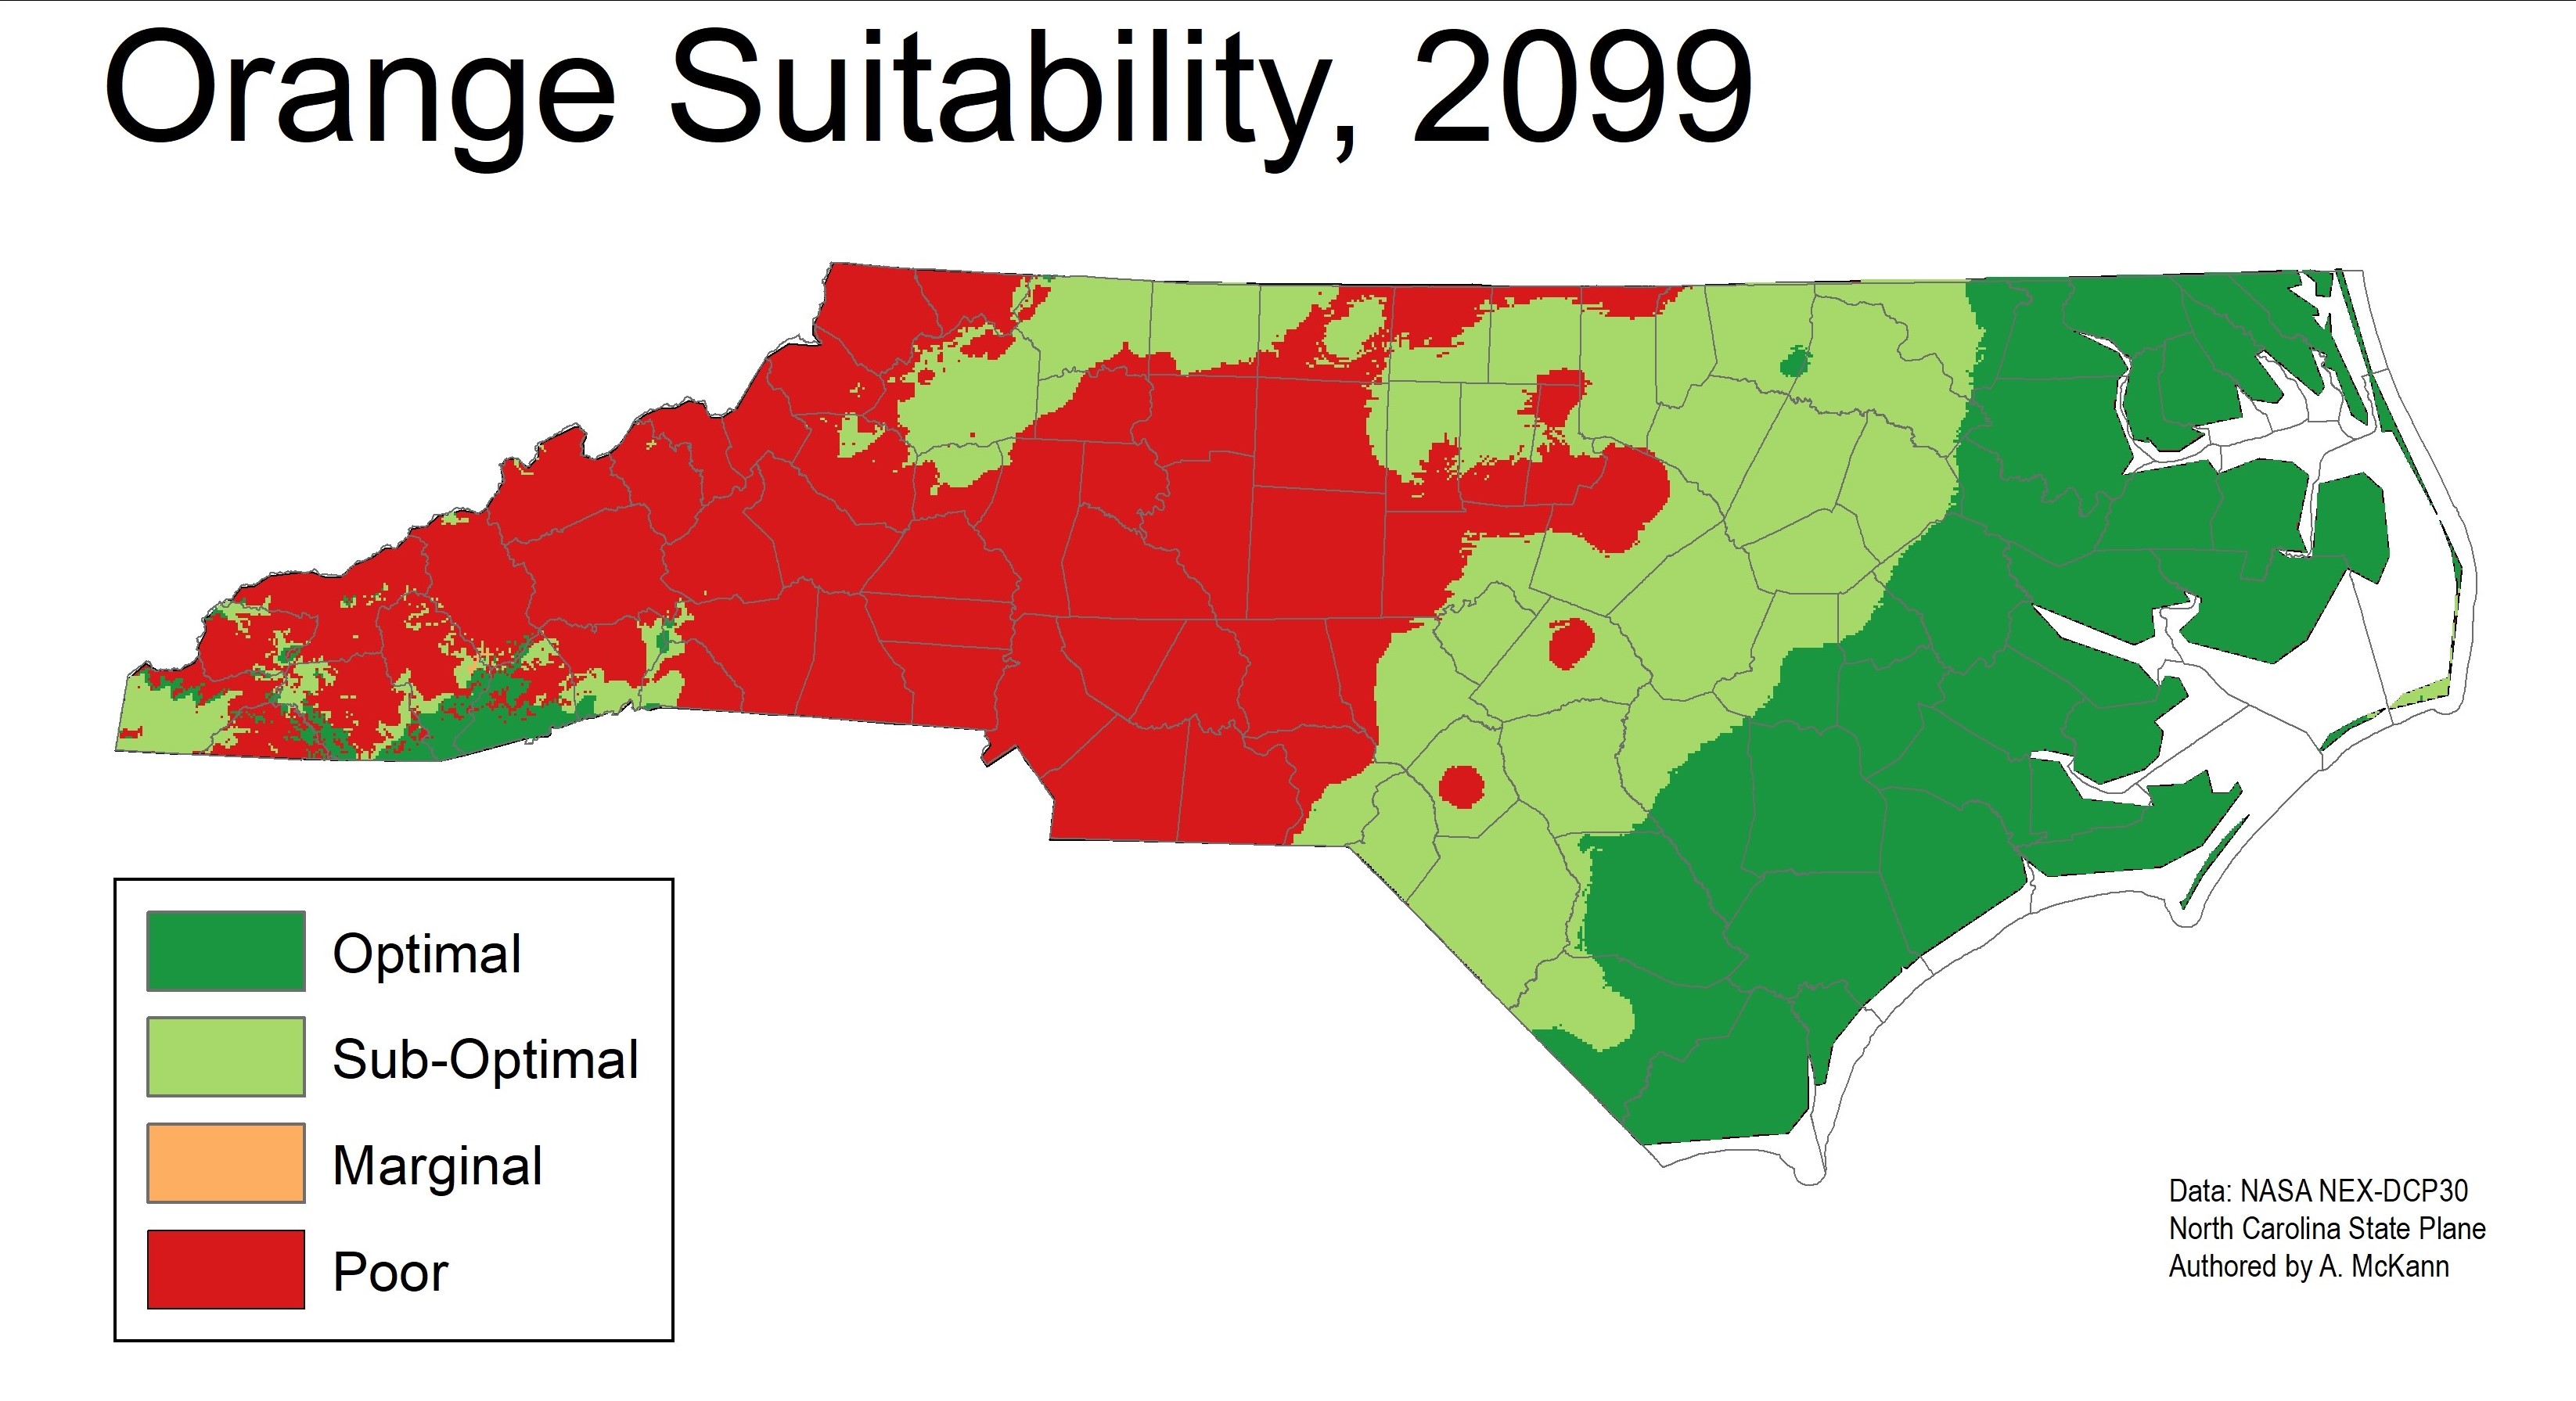 Orange Suitability, 2099
Optimal
Sub-Optimal
Marginal
Poor
Data: NASA NEX-DCP30
North Carolina State Plane
Authored by A. McKann